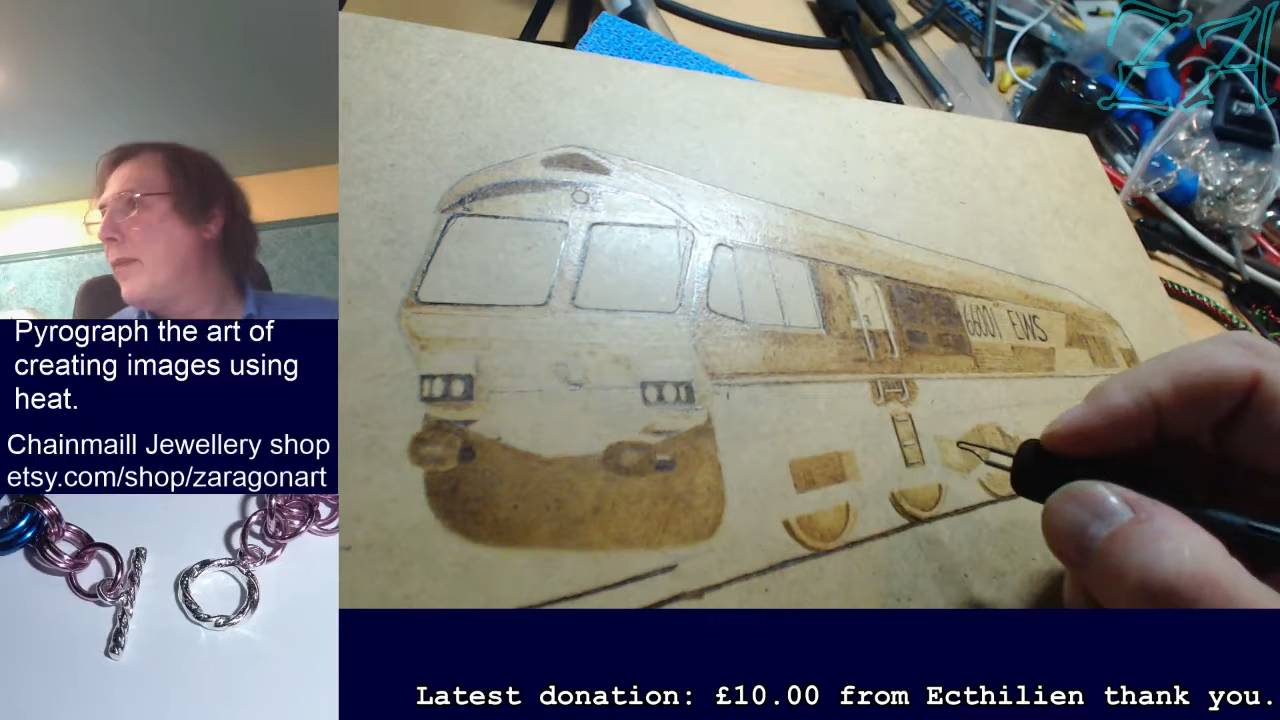 ZA
66001 EWS
Pyrograph the art of
creating images using
heat.
Chainmaill Jewellery shop
etsy.com/shop/zaragonart
Latest donation: £10.00 from Ecthilien thank you.